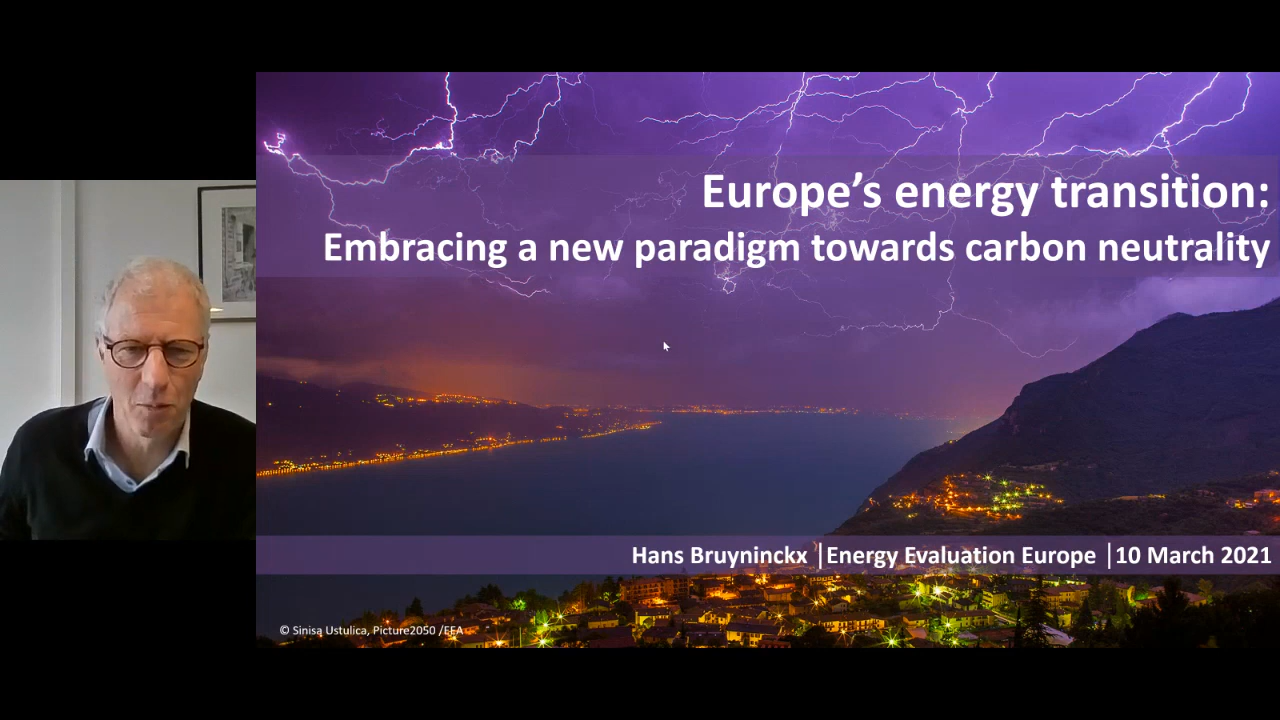 Europe’s energy transition:
Embracing a new paradigm towards carbon neutrality
Hans Bruyninckx |Energy Evaluation Europe |10 March 2021
© Sinisa Ustulica, Picture2050 /EEA